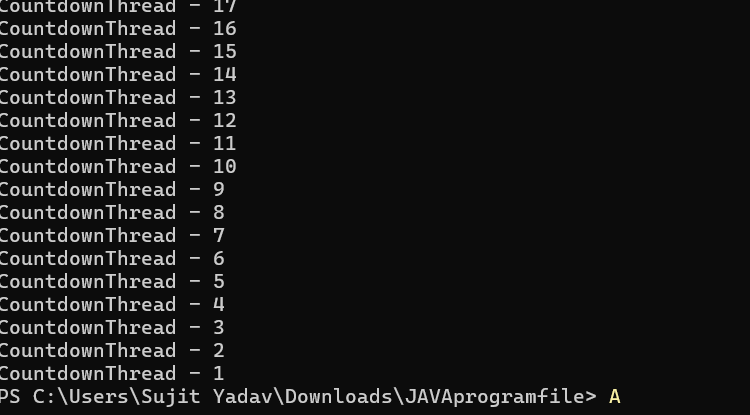 CountdownThread - 17
CountdownThread - 16
CountdownThread - 15
CountdownThread - 14
CountdownThread - 13
CountdownThread - 12
CountdownThread - 11
CountdownThread - 10
CountdownThread - 9
CountdownThread - 8
CountdownThread - 7
CountdownThread - 6
CountdownThread - 5
CountdownThread - 4
CountdownThread - 3
CountdownThread - 2
CountdownThread - 1
PS C:\Users\Sujit Yadav\Downloads\JAVAprogramfile> A